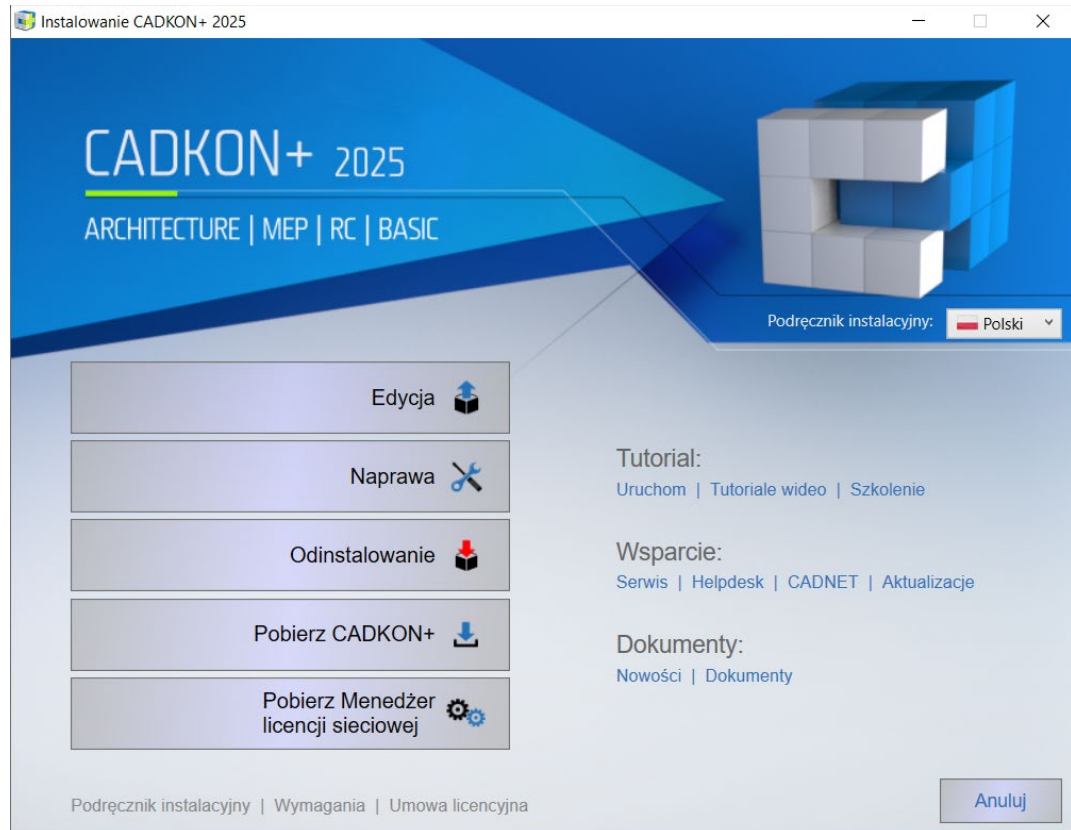 Instalowanie CADKON+ 2025
CADKON+ 2025
ARCHITECTURE | MEP | RC | BASIC
Podręcznik instalacyjny: Polski
Edycja
Naprawa
Odinstalowanie
Pobierz CADKON+
Pobierz Menedżer
licencji sieciowej
Tutorial:
Uruchom | Tutoriale wideo | Szkolenie
Wsparcie:
Serwis | Helpdesk | CADNET | Aktualizacje
Dokumenty:
Nowości | Dokumenty
Podręcznik instalacyjny | Wymagania | Umowa licencyjna
Anuluj